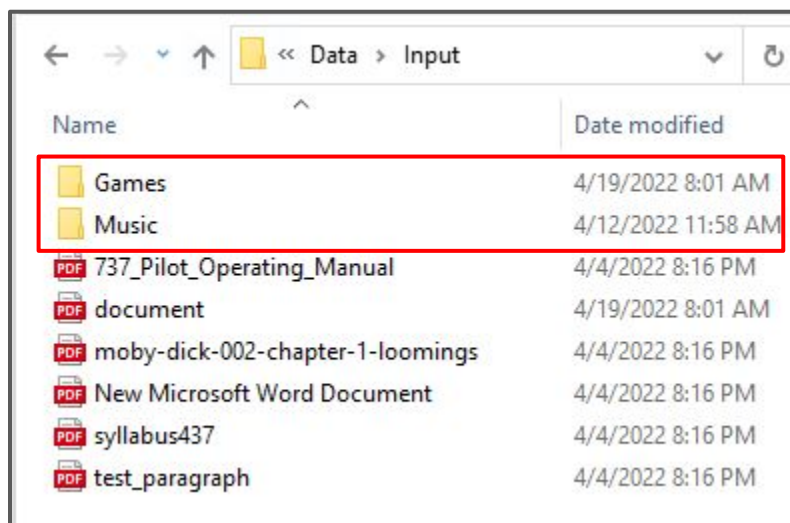 « Data > Input
Name Date modified
Games 4/19/2022 8:01 AM
Music 4/12/2022 11:58 AM
PDF 737_Pilot_Operating_Manual 4/4/2022 8:16 PM
PDF document 4/19/2022 8:01 AM
PDF moby-dick-002-chapter-1-loomings 4/4/2022 8:16 PM
PDF New Microsoft Word Document 4/4/2022 8:16 PM
PDF syllabus437 4/4/2022 8:16 PM
PDF test_paragraph 4/4/2022 8:16 PM